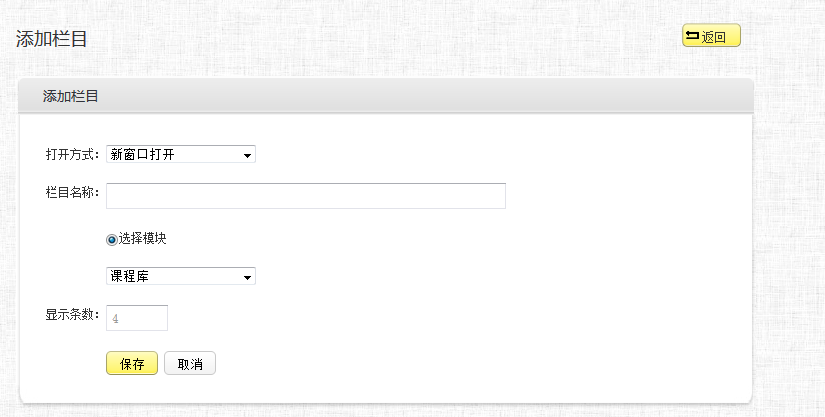 添加栏目
返回
添加栏目
打开方式: 新窗口打开
栏目名称:
选择模块
课程库
显示条数: 4
保存 取消